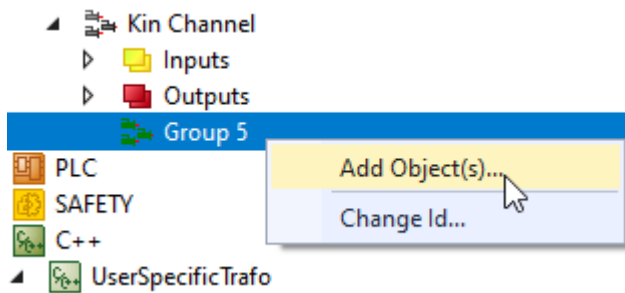 Kin Channel
Inputs
Outputs
Group 5
PLC
Add Object(s)...
SAFETY
Change Id...
C++
UserSpecificTrafo